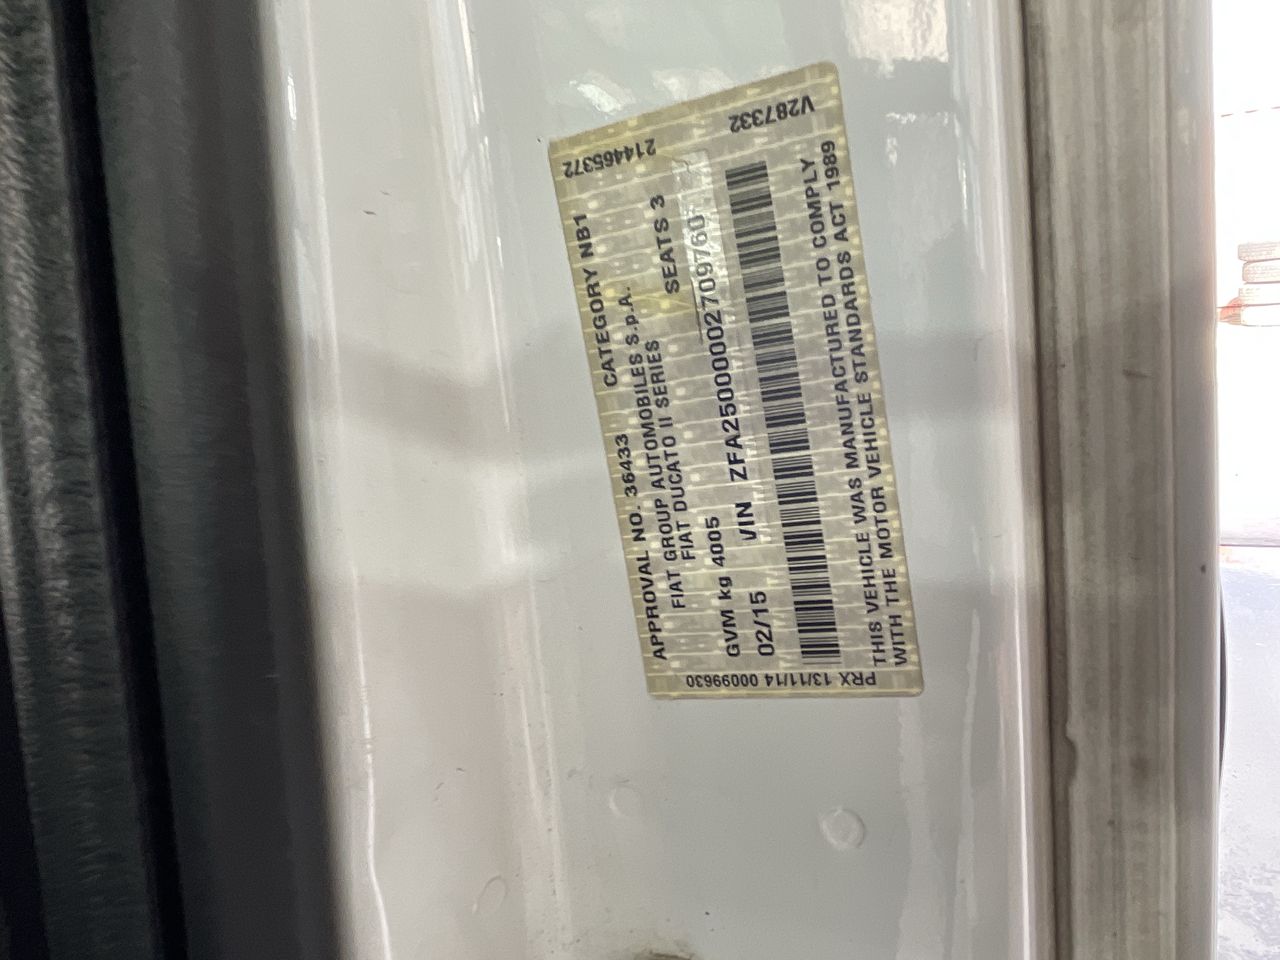 APPROVAL NO. 36433 CATEGORY NB1
FIAT GROUP AUTOMOBILES S.p.A.
FIAT DUCATO II SERIES SEATS 3
GVM kg 4005
02/15 VIN ZFA25000002709760
THIS VEHICLE WAS MANUFACTURED TO COMPLY
WITH THE MOTOR VEHICLE STANDARDS ACT 1989
214465372 V287332
PRX 13/11/14 00099630